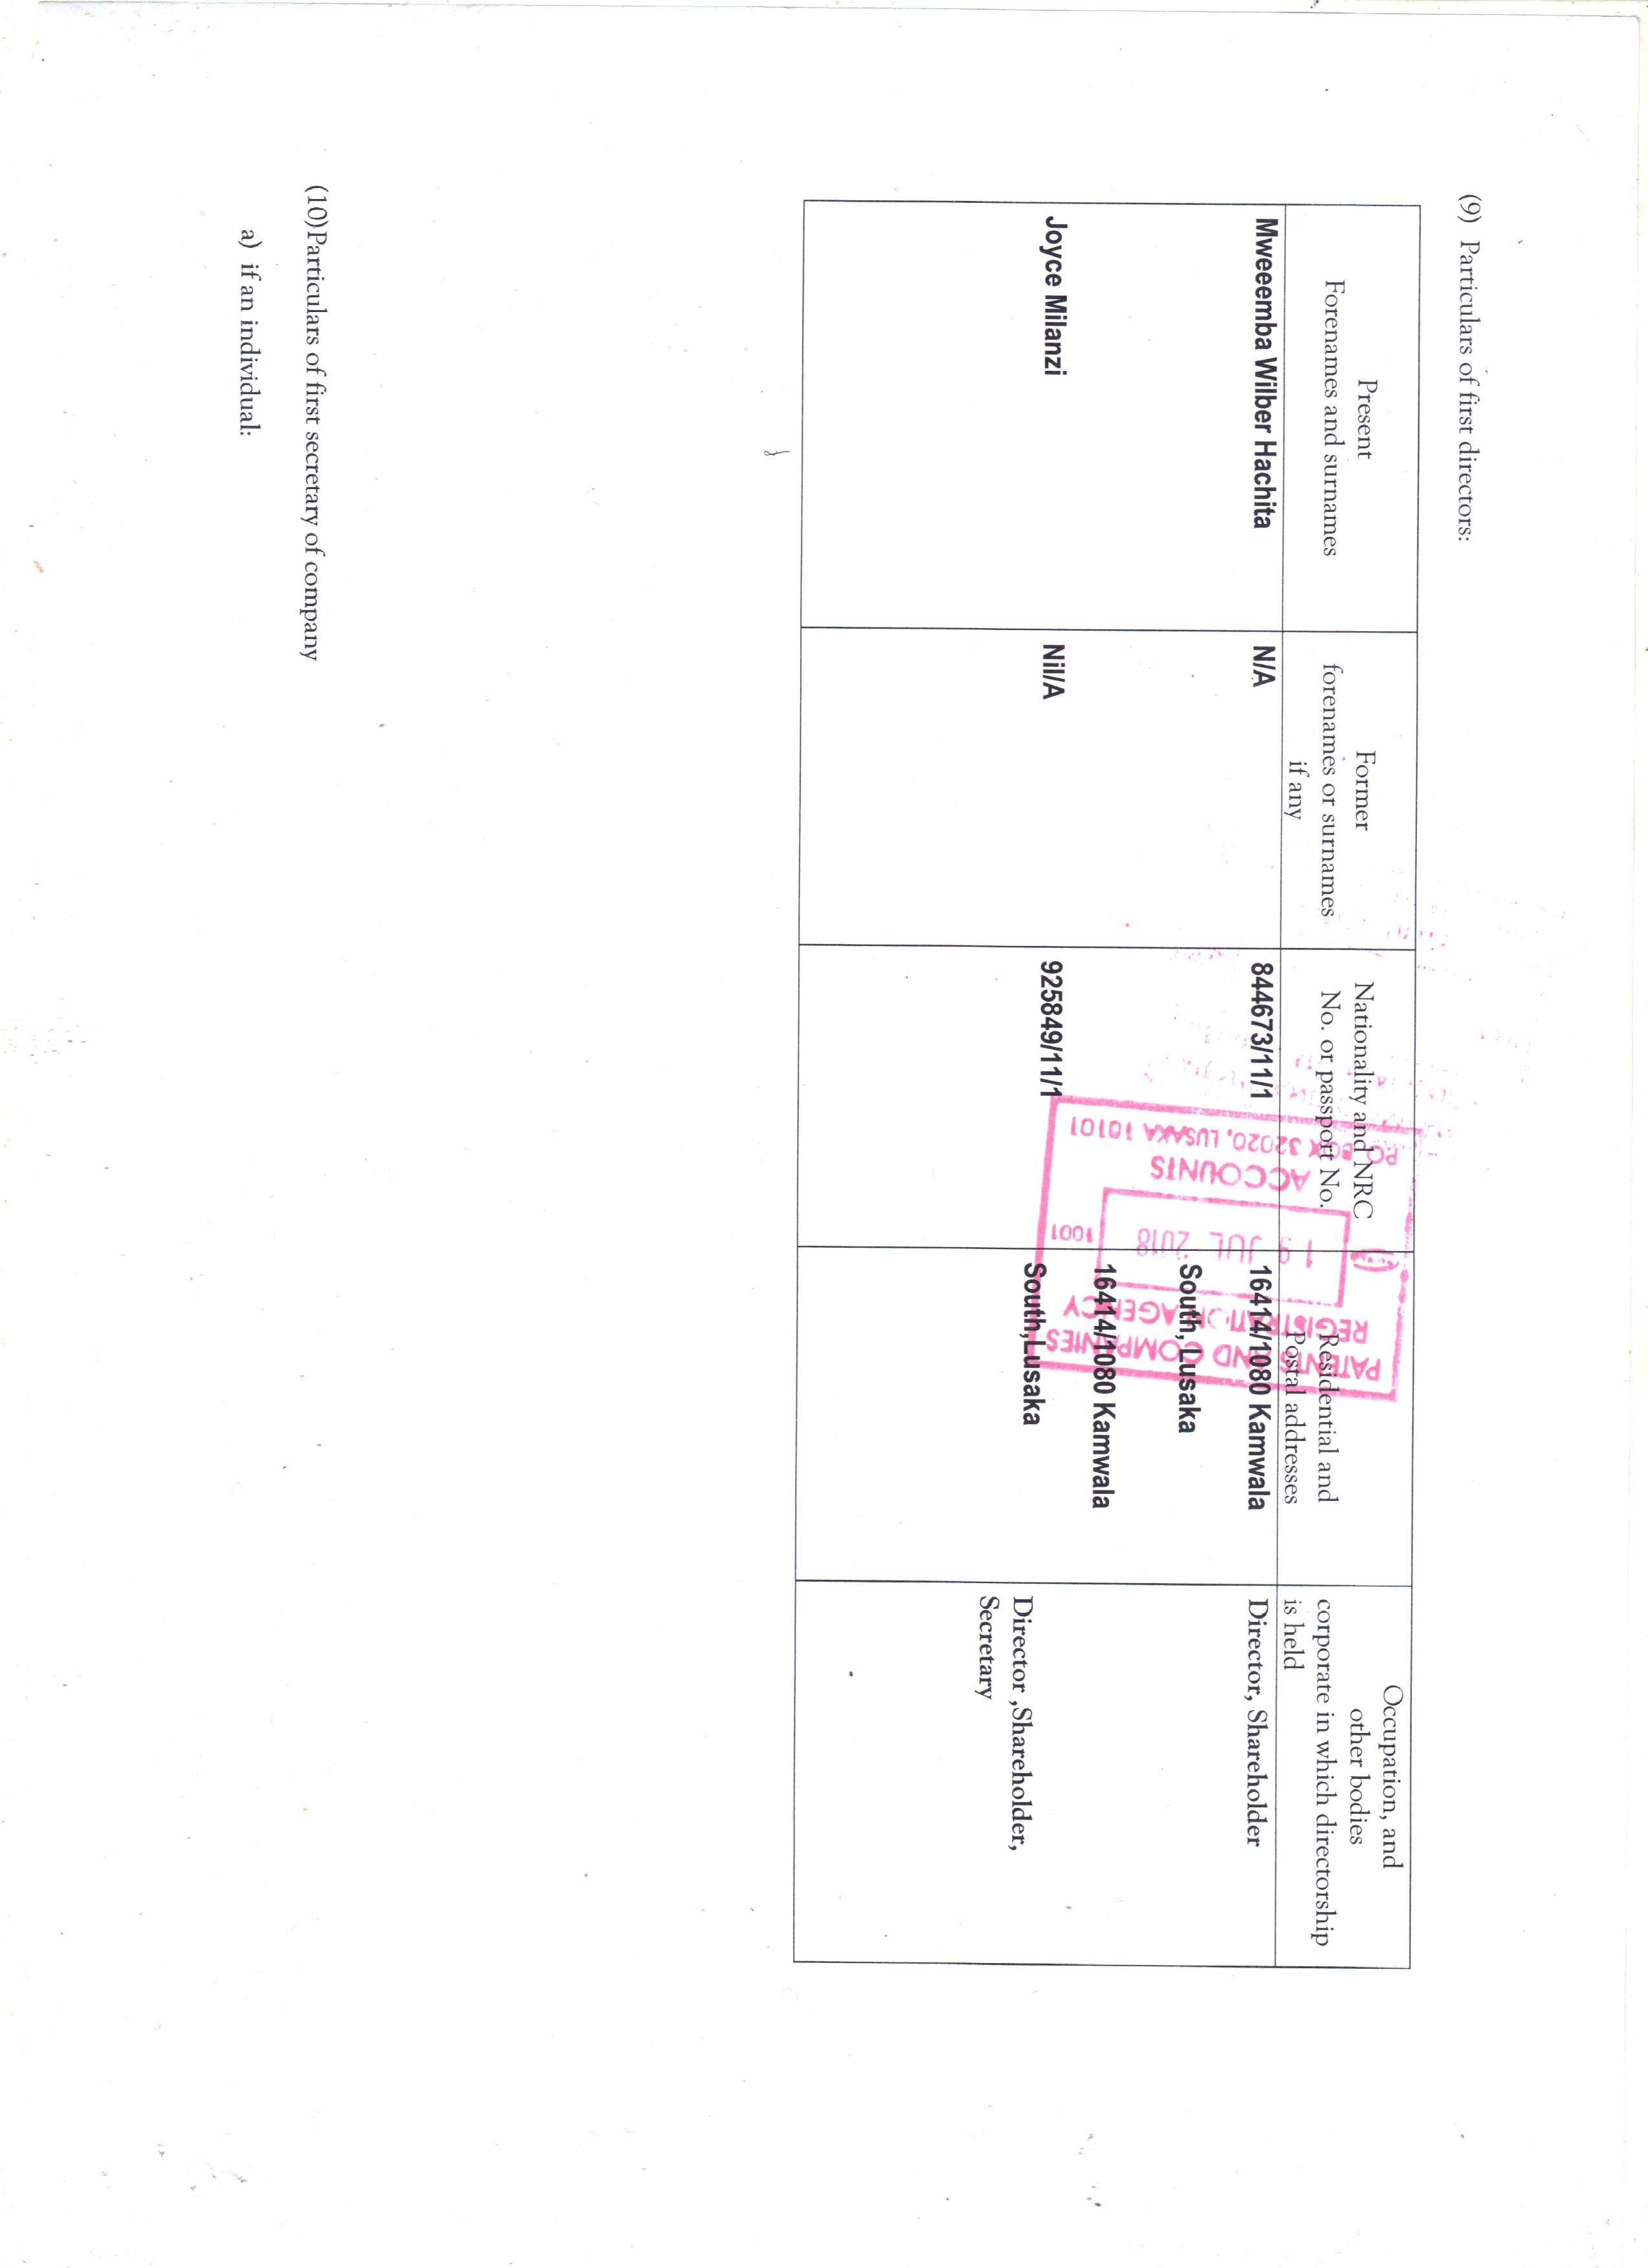 (9) Particulars of first directors:
Present
Forenames and surnames
Former
forenames or surnames
if any
Nationality and NRC
No. or passport No.
Residential and
Postal addresses
Occupation, and
other bodies
corporate in which directorship
is held
Mweeemba Wilber Hachita
N/A
844673/11/1
16414/1080 Kamwala
South, Lusaka
Director, Shareholder
Joyce Milanzi
Nil/A
925849/11/1
16414/1080 Kamwala
South,Lusaka
Director ,Shareholder,
Secretary
PATENTS AND COMPANIES
REGISTRATION AGENCY
19 JUL 2018
1001
ACCOUNTS
P.O. BOX 32020, LUSAKA 10101
(10)Particulars of first secretary of company
a) if an individual: